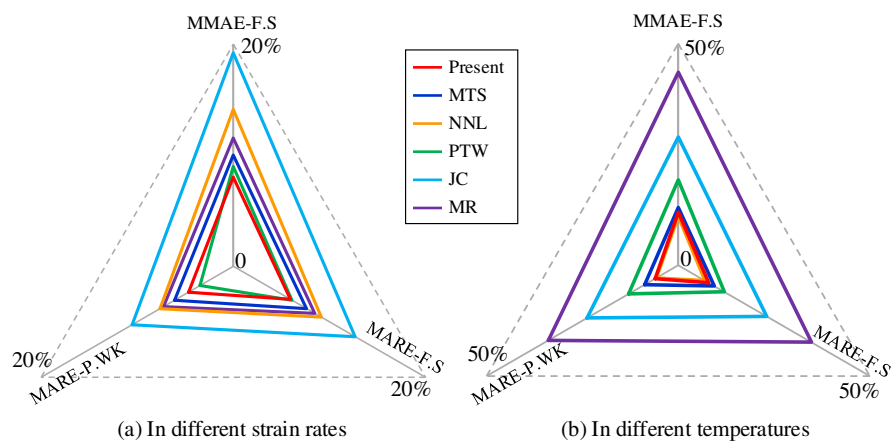 MMAE-F.S
20%
0
MARE-F.S
20%
MARE-P.WK
20%
Present
MTS
NNL
PTW
JC
MR
MMAE-F.S
50%
0
MARE-F.S
50%
MARE-P.WK
50%
(a) In different strain rates
(b) In different temperatures